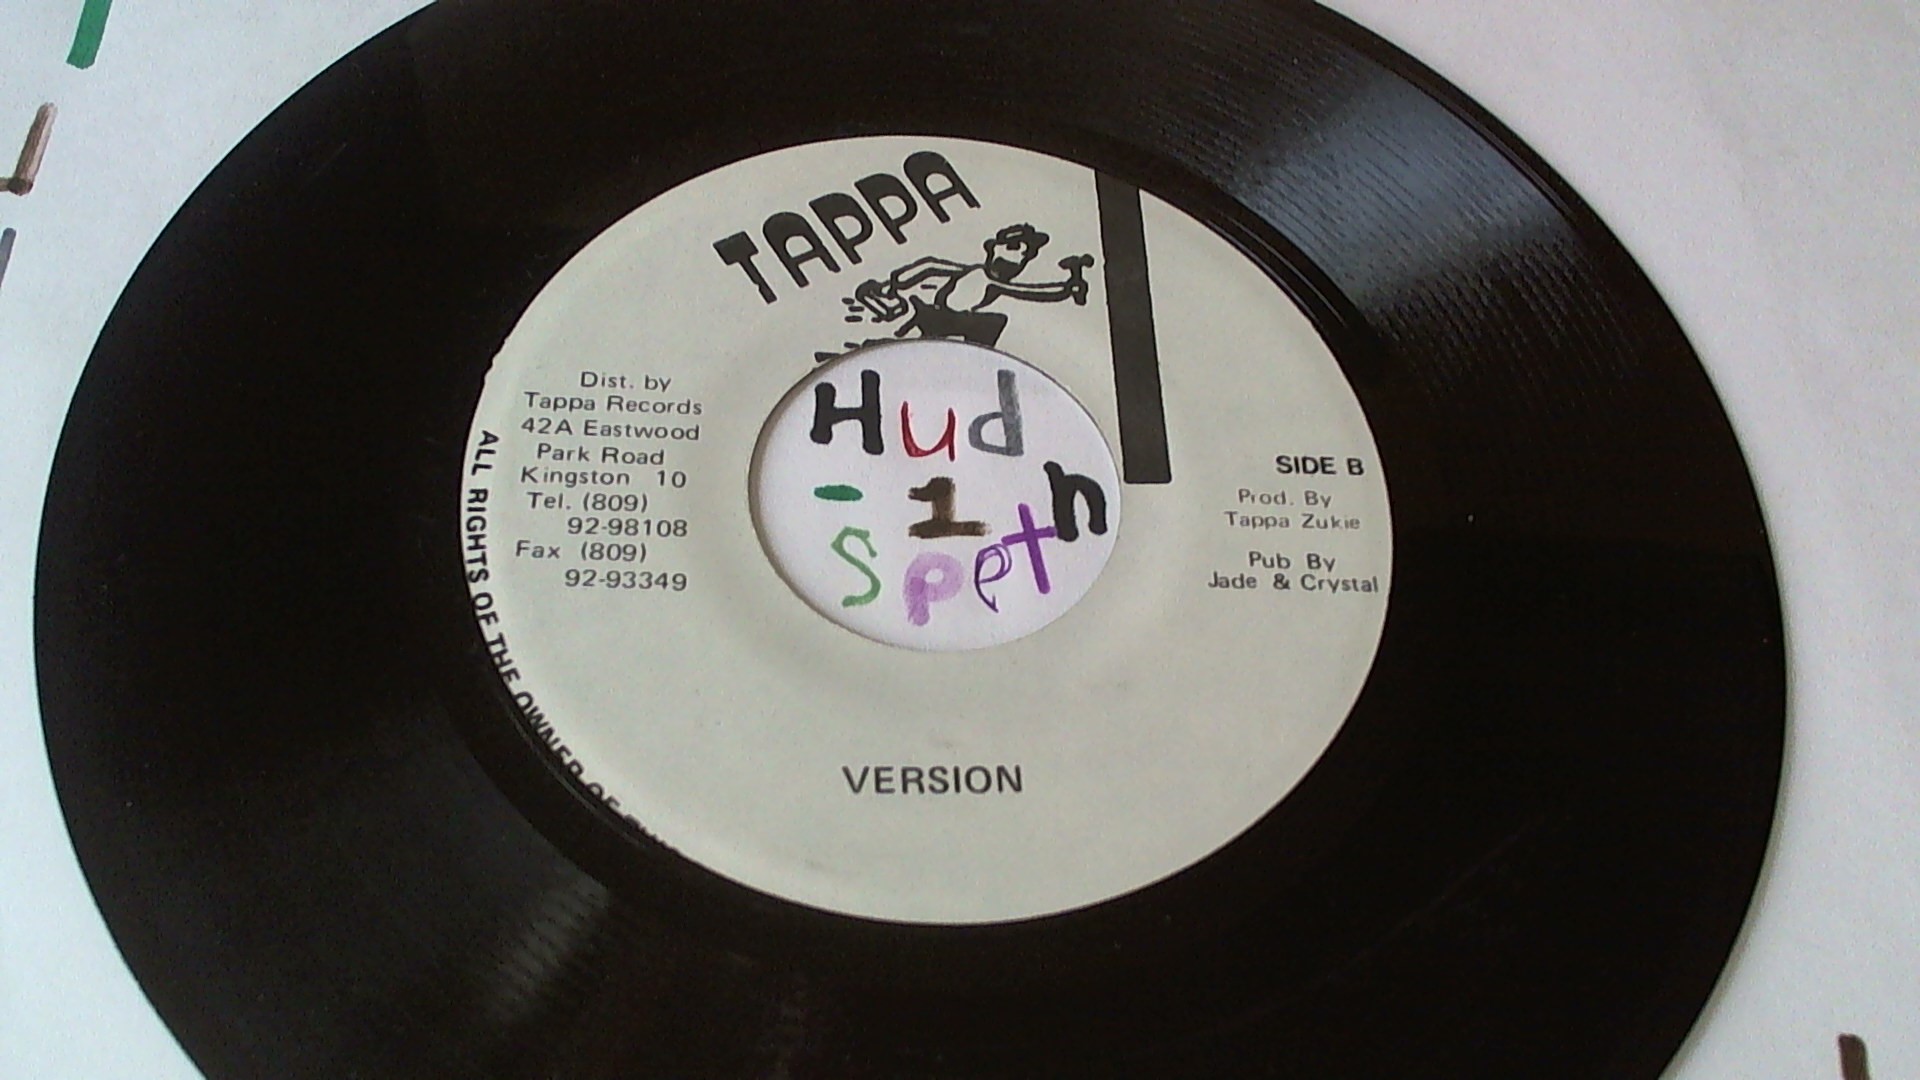 TAPPA
Dist. by
Tappa Records
42A Eastwood
Park Road
Kingston 10
Tel. (809)
92-98108
Fax (809)
92-93349
ALL RIGHTS OF THE OWNER OF
Hud
- 1 n
Spet
SIDE B
Prod. By
Tappa Zukie
Pub By
Jade & Crystal
VERSION